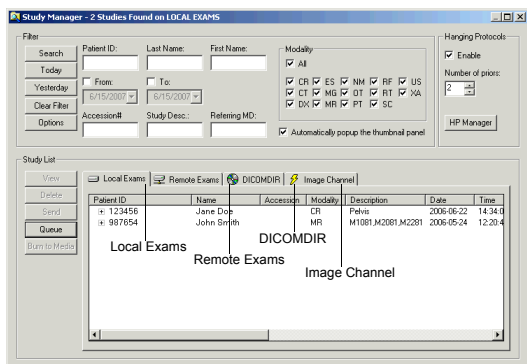 Study Manager - 2 Studies Found on LOCAL EXAMS
Filter
Search
Today
Yesterday
Clear Filter
Options
Patient ID:
Last Name:
First Name:
From:
To:
6/15/2007
6/15/2007
Accession#
Study Desc.:
Referring MD:
Modality
All
CR ES NM RF US
CT MG OT RT XA
DX MR PT SC
Automatically popup the thumbnail panel
Hanging Protocols
Enable
Number of priors:
2
HP Manager
Study List
View
Delete
Send
Queue
Burn to Media
Local Exams Remote Exams DICOMDIR Image Channel
Patient ID Name Accession Modality Description Date Time
123456 Jane Doe CR Pelvis 2006-06-22 14:34:0
987654 John Smith MR M1081,M2081,M2281 2006-05-24 12:20:4
Local Exams
DICOMDIR
Remote Exams
Image Channel